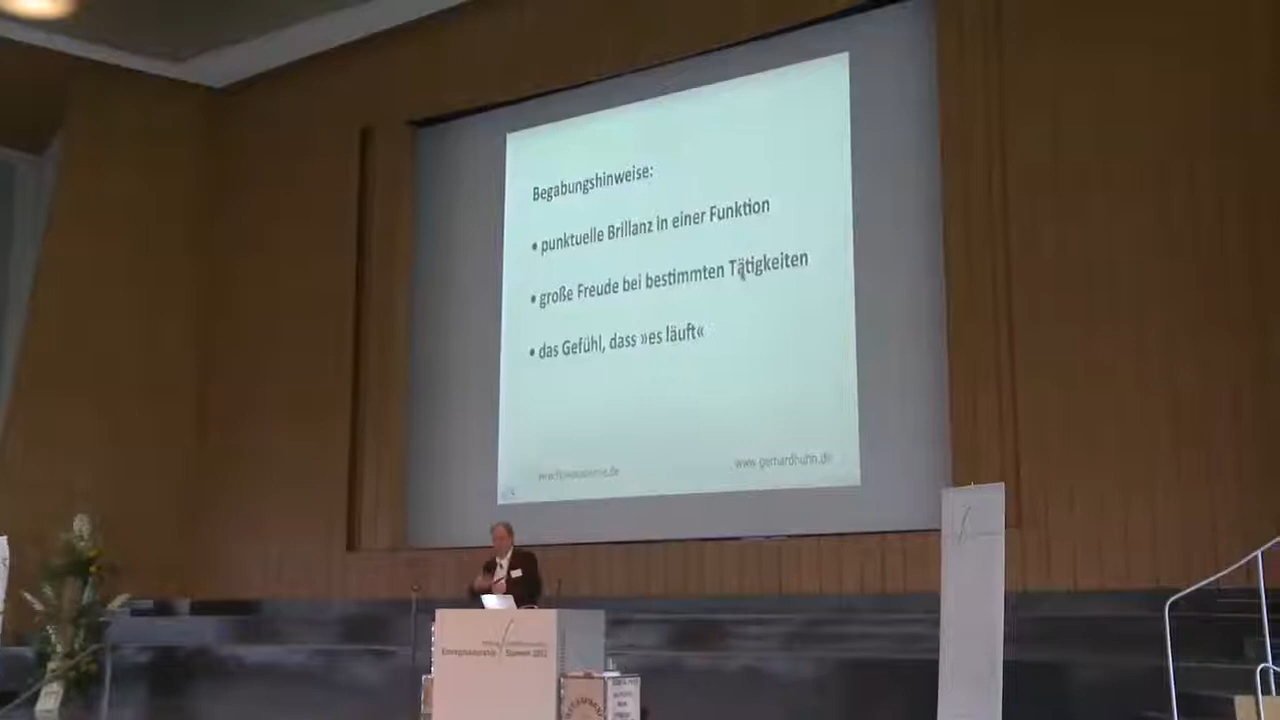 Begabungshinweise:
• punktuelle Brillanz in einer Funktion
• große Freude bei bestimmten Tätigkeiten
• das Gefühl, dass »es läuft«
www.gerhardhuhn.de
Entrepreneurship Summit 2012